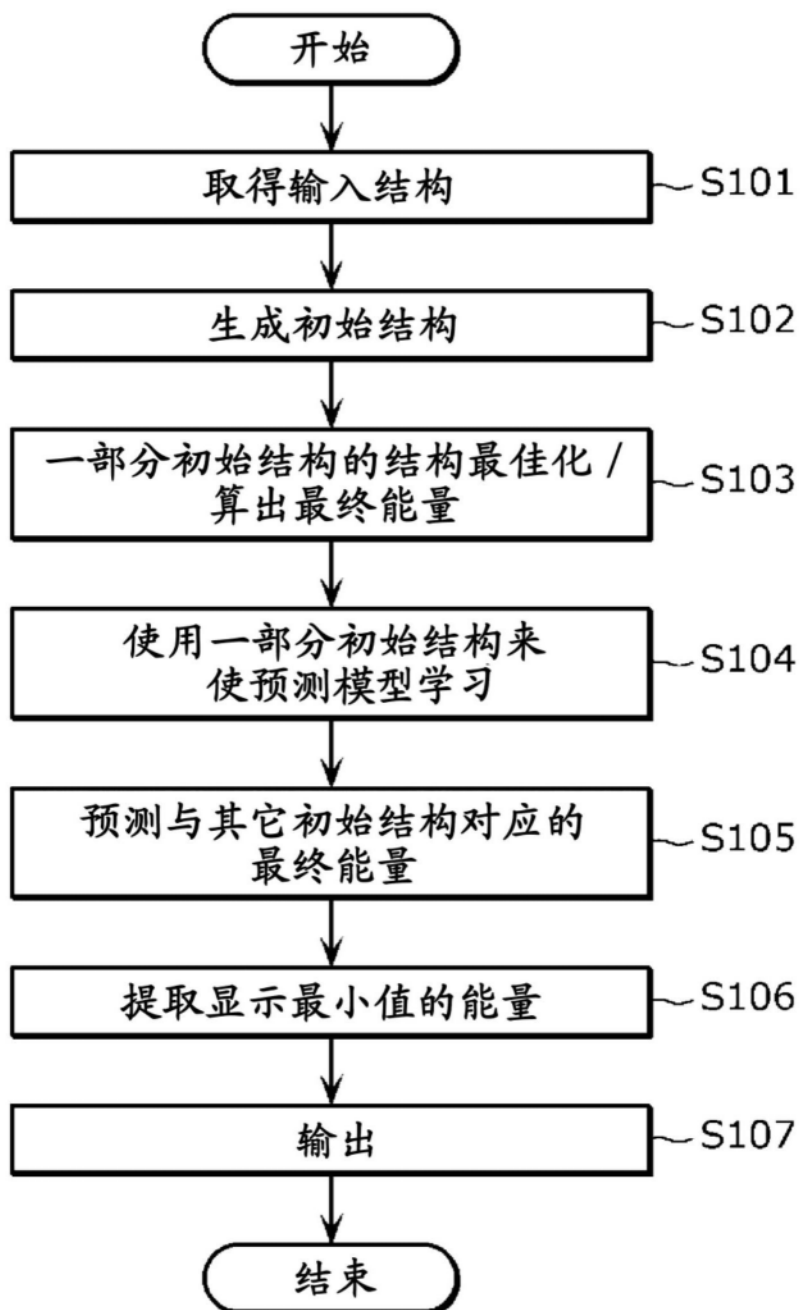 开始
取得输入结构
S101
生成初始结构
S102
一部分初始结构的结构最佳化 /
算出最终能量
S103
使用一部分初始结构来
使预测模型学习
S104
预测与其它初始结构对应的
最终能量
S105
提取显示最小值的能量
S106
输出
S107
结束